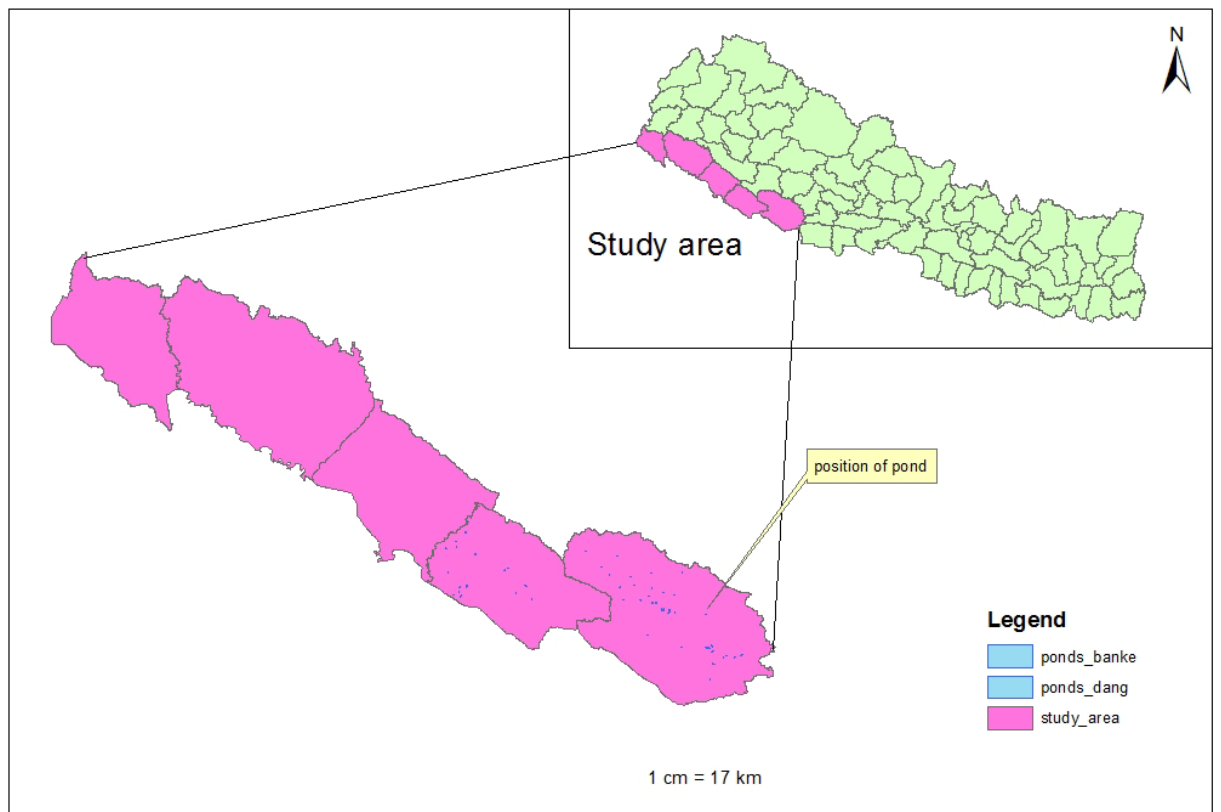 N
Study area
position of pond
Legend
ponds_banke
ponds_dang
study_area
1 cm = 17 km